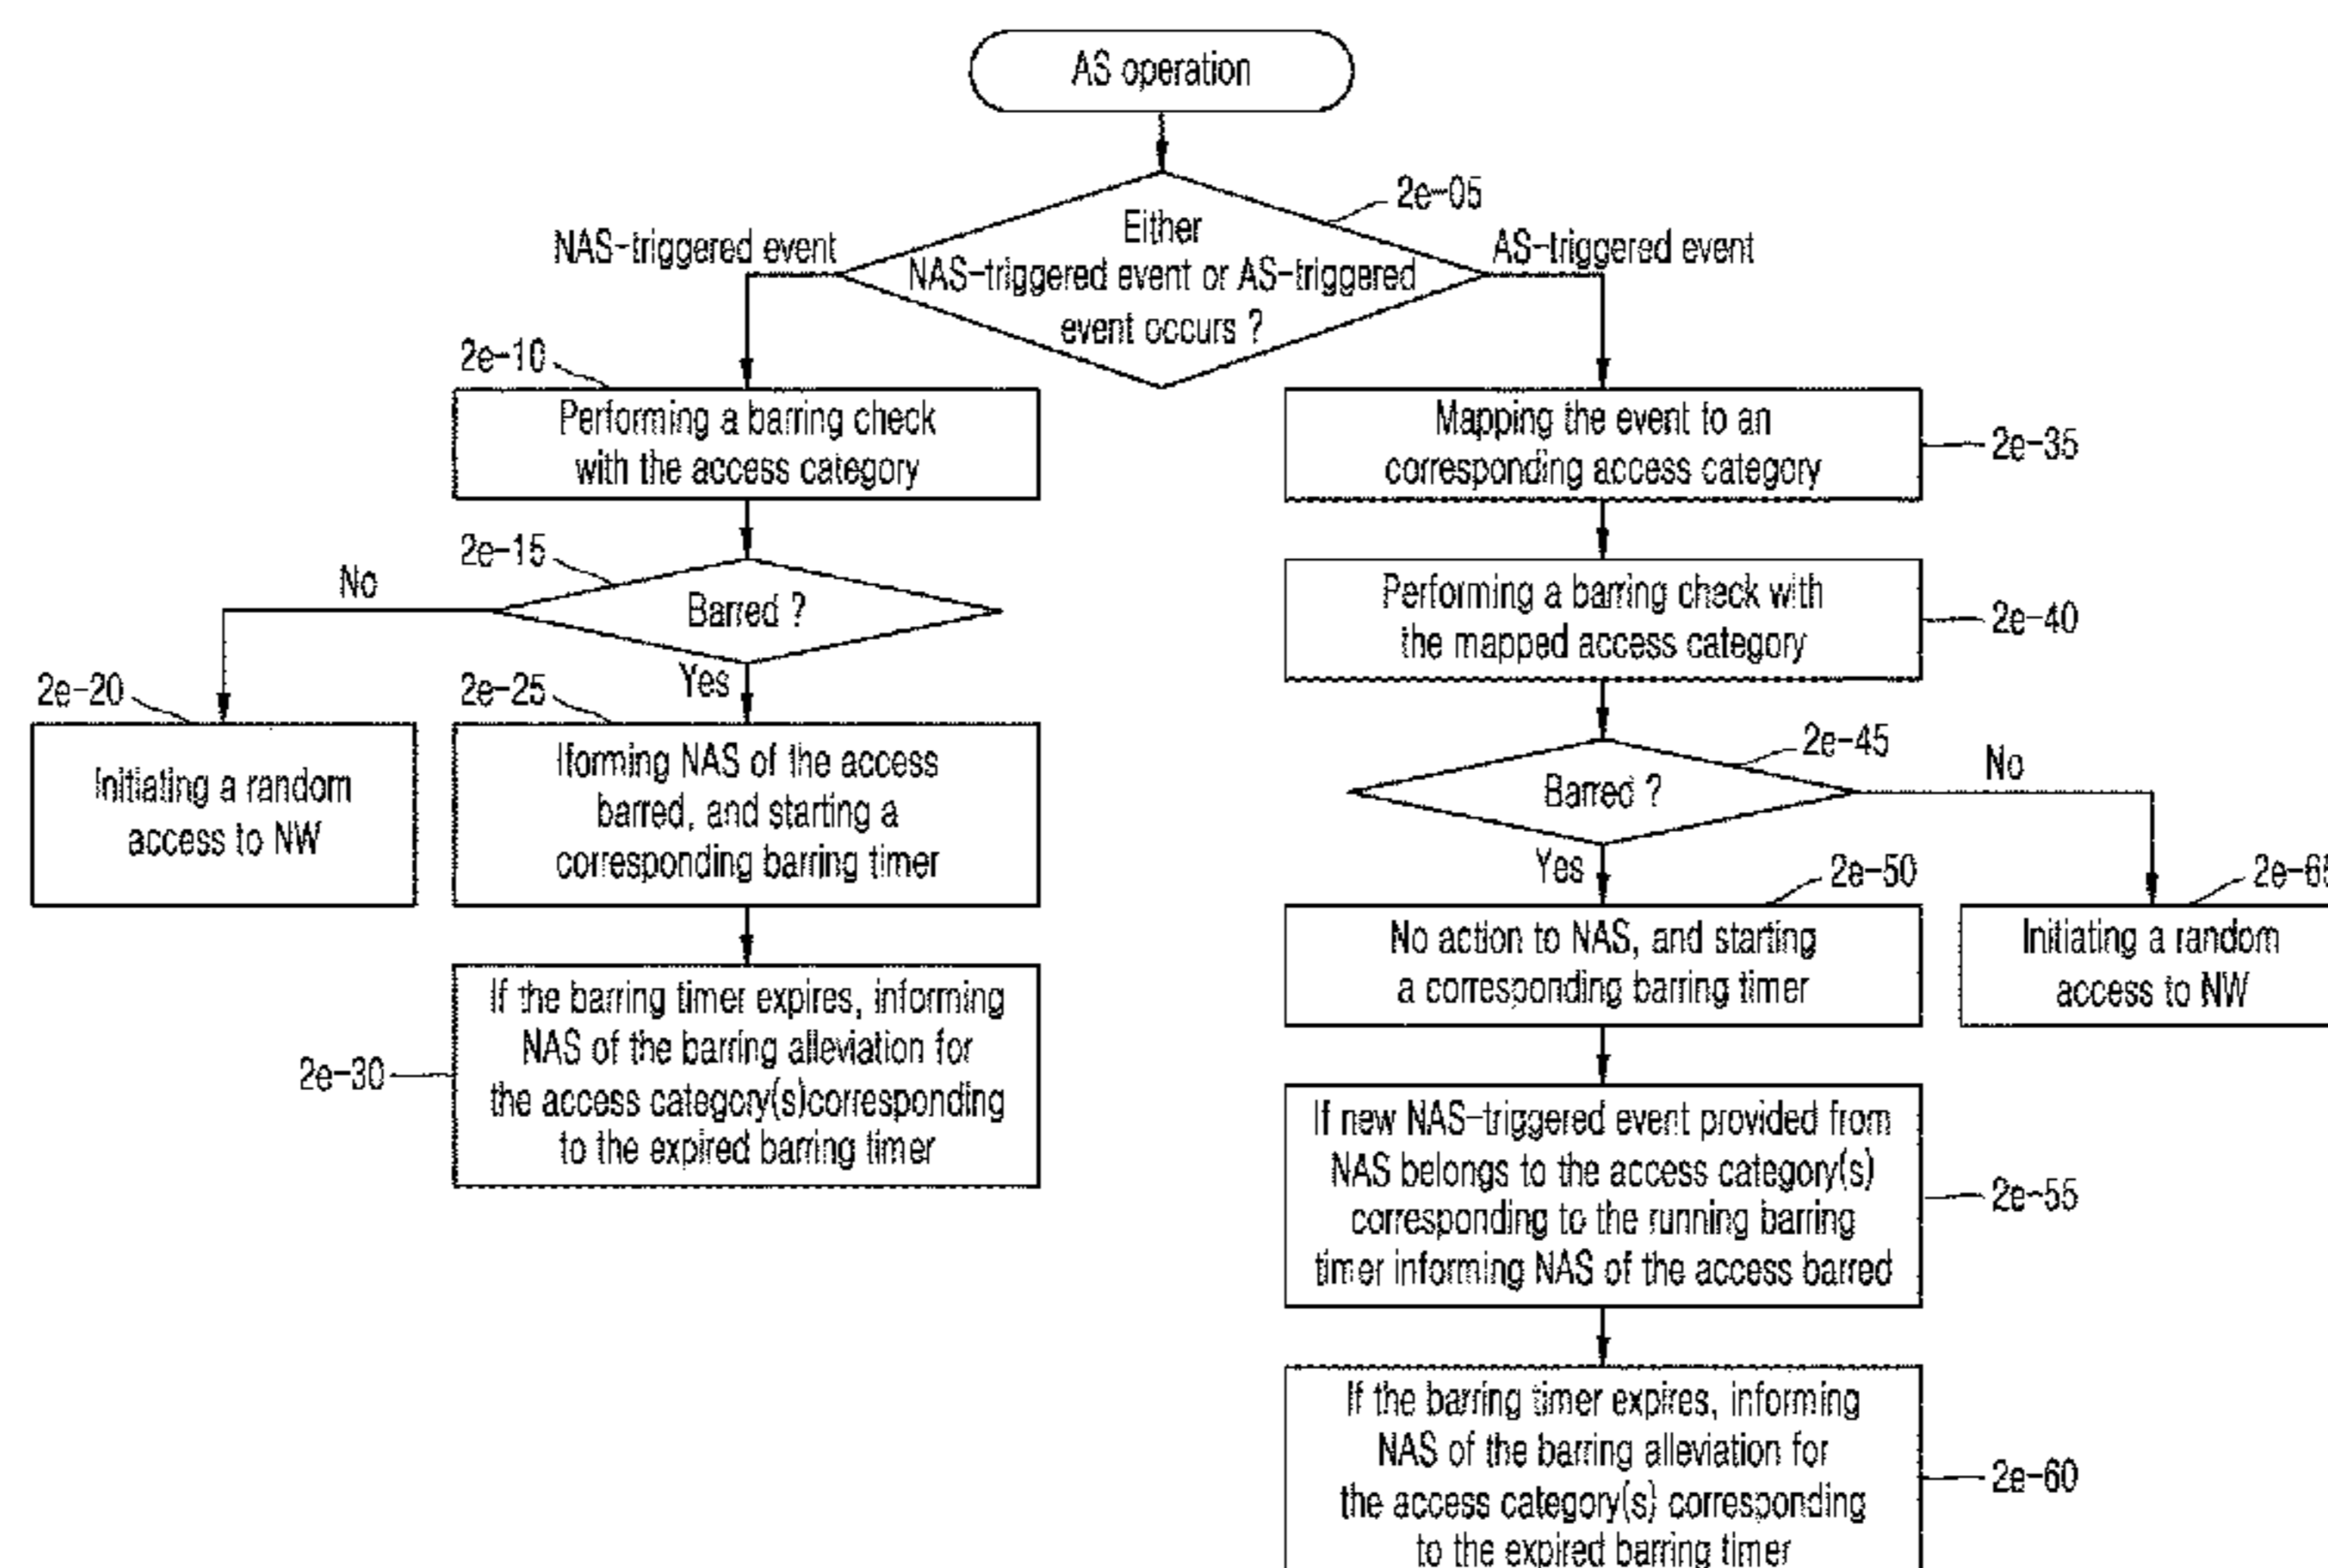 AS operation
2e-05
Either
NAS-triggered event or AS-triggered
event occurs ?
NAS-triggered event
AS-triggered event
2e-10
Performing a barring check
with the access category
Mapping the event to an
corresponding access category
2e-35
2e-15
No
Barred ?
Yes
Performing a barring check with
the mapped access category
2e-40
2e-20
Initiating a random
access to NW
2e-25
Iforming NAS of the access
barred, and starting a
corresponding barring timer
2e-45
Barred ?
No
Yes
2e-50
No action to NAS, and starting
a corresponding barring timer
2e-65
Initiating a random
access to NW
2e-30
If the barring timer expires, informing
NAS of the barring alleviation for
the access category(s)corresponding
to the expired barring timer
If new NAS-triggered event provided from
NAS belongs to the access category(s)
corresponding to the running barring
timer informing NAS of the access barred
2e-55
If the barring timer expires, informing
NAS of the barring alleviation for
the access category(s) corresponding
to the expired barring timer
2e-60